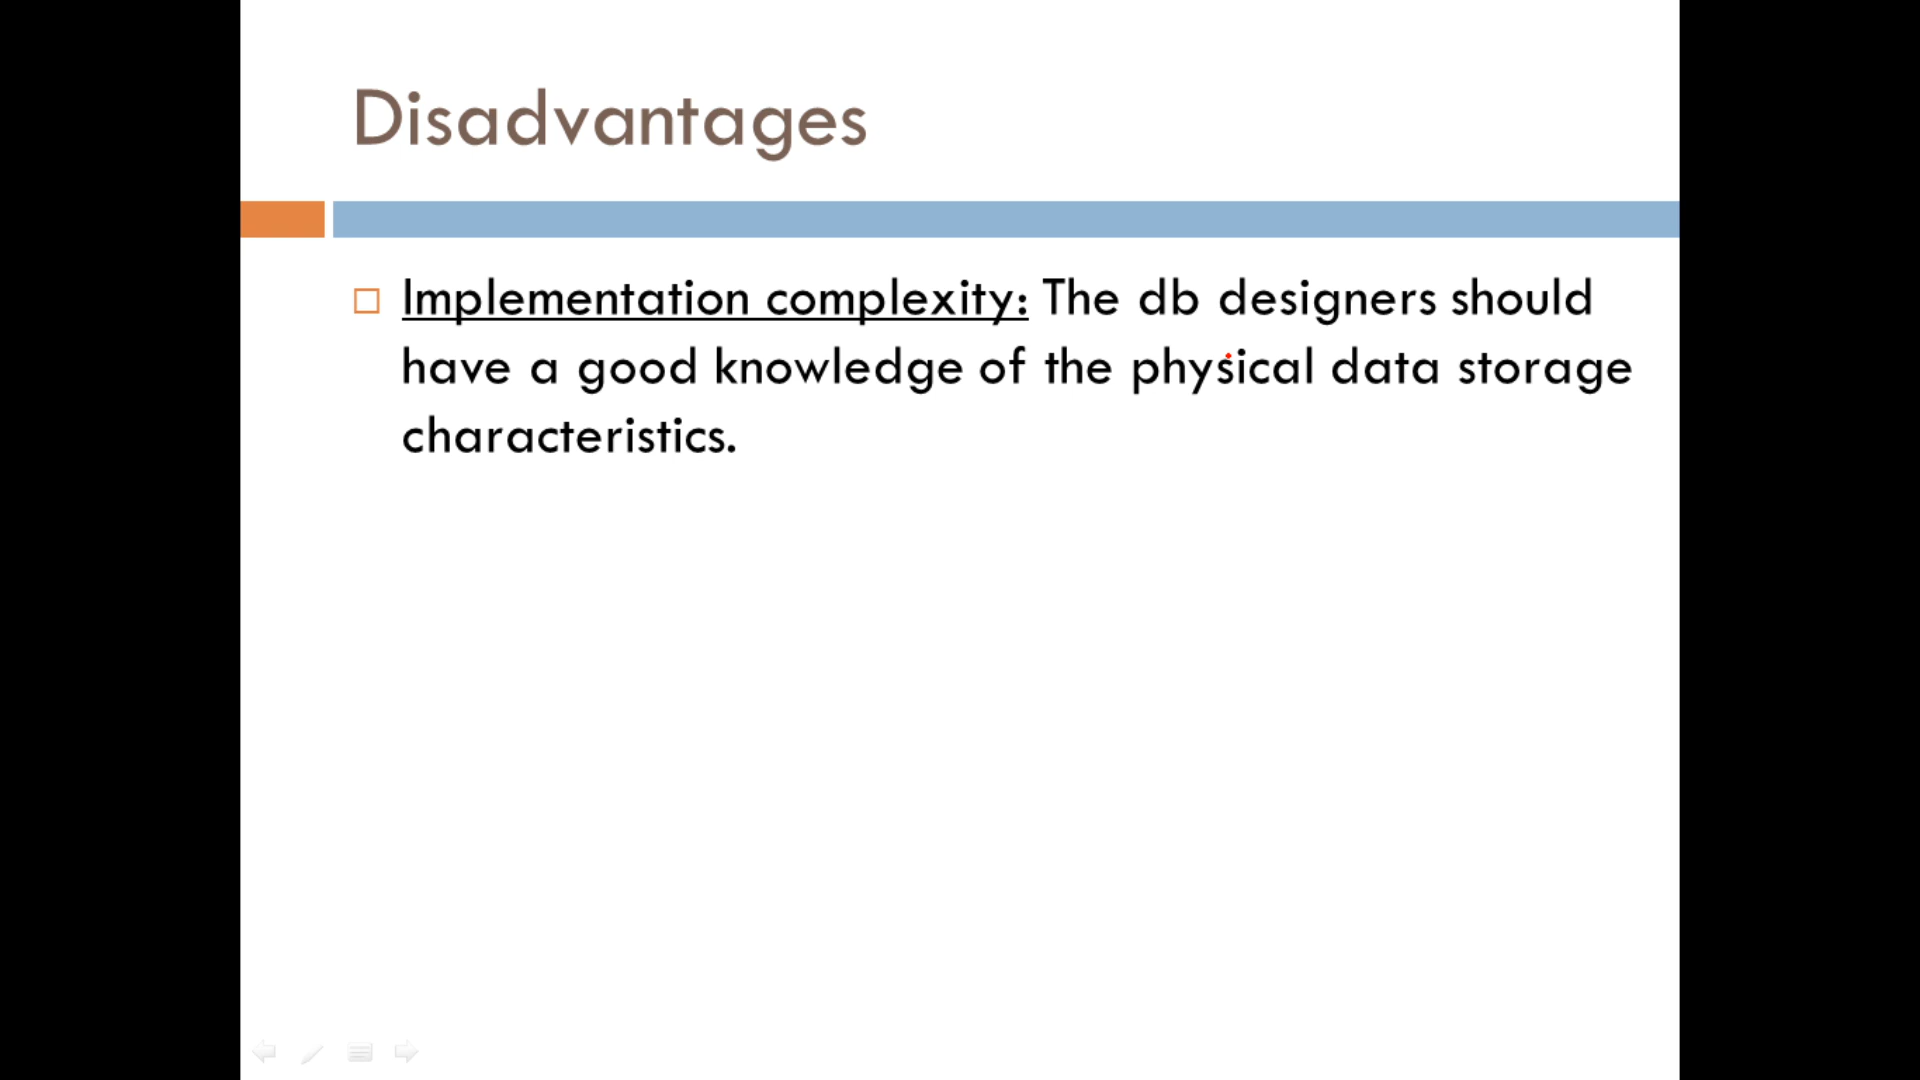 Disadvantages
Implementation complexity: The db designers should
have a good knowledge of the physical data storage
characteristics.